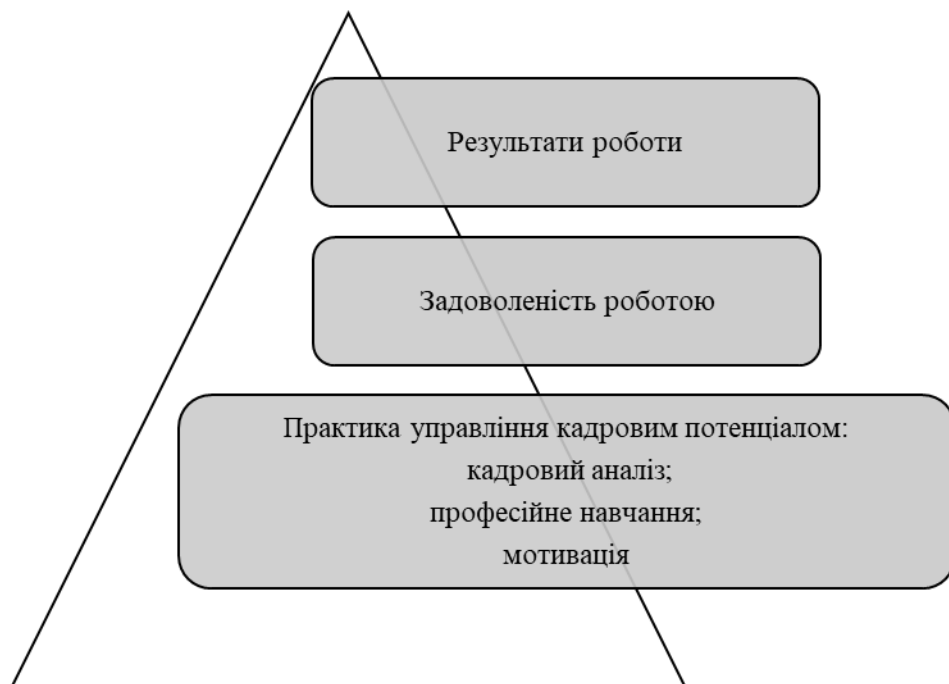 Результати роботи
Задоволеність роботою
Практика управління кадровим потенціалом:
кадровий аналіз;
професійне навчання;
мотивація